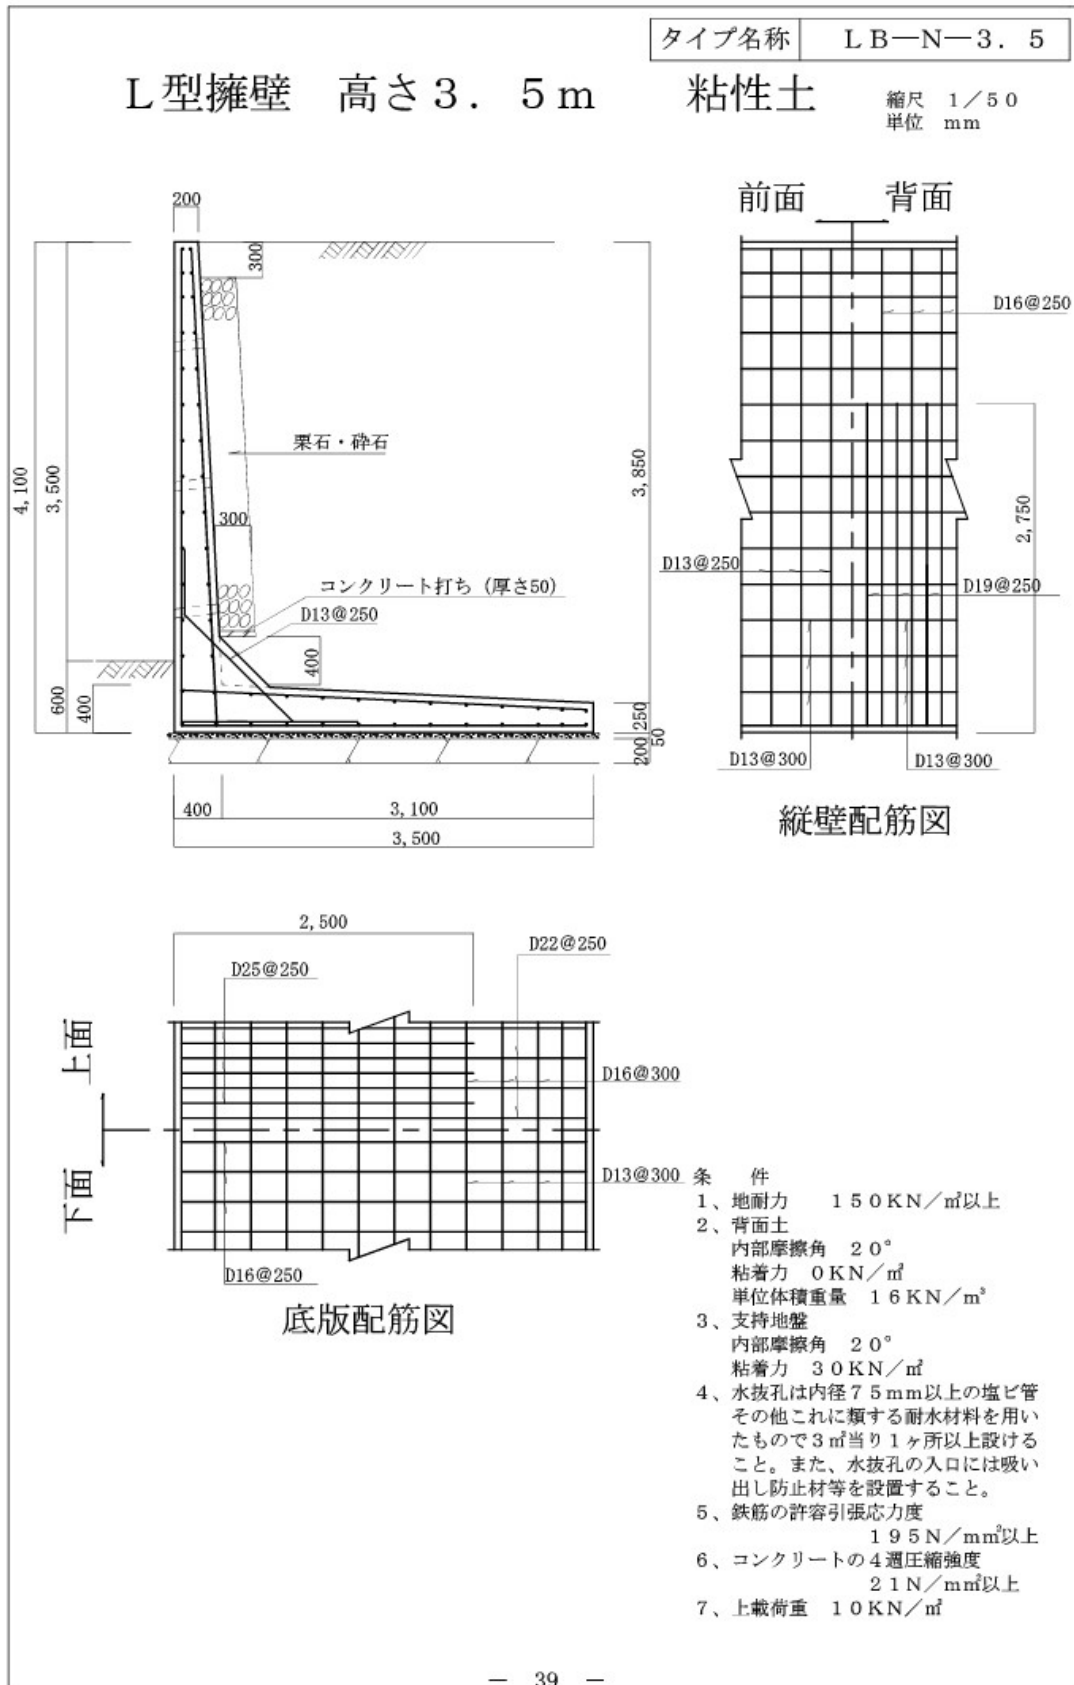 タイプ名称 LB―N―3．5
L型擁壁 高さ3．5m 粘性土
縮尺 1／50
単位 mm
200
300
栗石・砕石
4,100
3,500
3,850
300
コンクリート打ち（厚さ50）
D13@250
400
600
400
250
50
200
400
3,100
3,500
前面 背面
D16@250
2,750
D13@250
D19@250
D13@300
D13@300
縦壁配筋図
2,500
D22@250
D25@250
上面
下面
D16@300
D13@300
D16@250
底版配筋図
条 件
1、地耐力 150KN／㎡以上
2、背面土
内部摩擦角 20°
粘着力 0KN／㎡
単位体積重量 16KN／m³
3、支持地盤
内部摩擦角 20°
粘着力 30KN／㎡
4、水抜孔は内径75mm以上の塩ビ管
その他これに類する耐水材料を用い
たもので3㎡当り1ヶ所以上設ける
こと。また、水抜孔の入口には吸い
出し防止材等を設置すること。
5、鉄筋の許容引張応力度
195N／mm²以上
6、コンクリートの4週圧縮強度
21N／mm²以上
7、上載荷重 10KN／㎡
― 39 ―